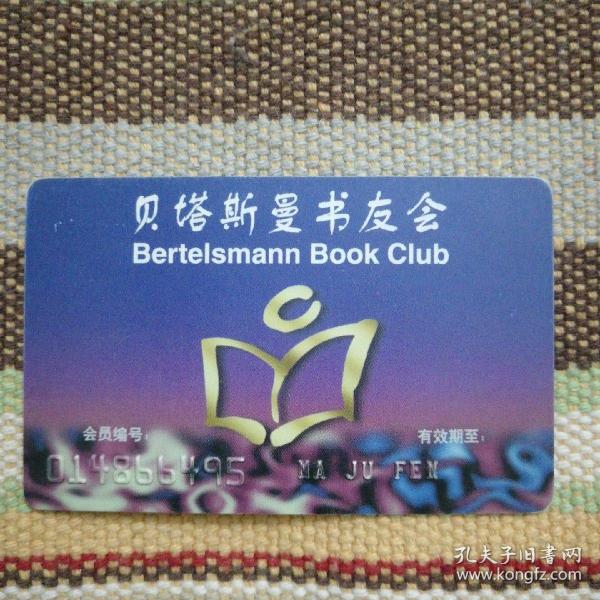 贝塔斯曼书友会
Bertelsmann Book Club
会员编号:
有效期至:
0148664495 MA JU FEN
孔夫子旧书网
www.kongfz.com